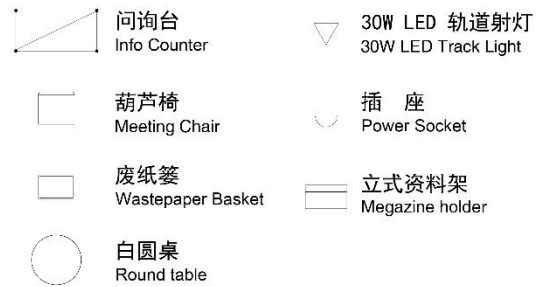 问询台
Info Counter
葫芦椅
Meeting Chair
废纸篓
Wastepaper Basket
白圆桌
Round table
30W LED 轨道射灯
30W LED Track Light
插 座
Power Socket
立式资料架
Megazine holder